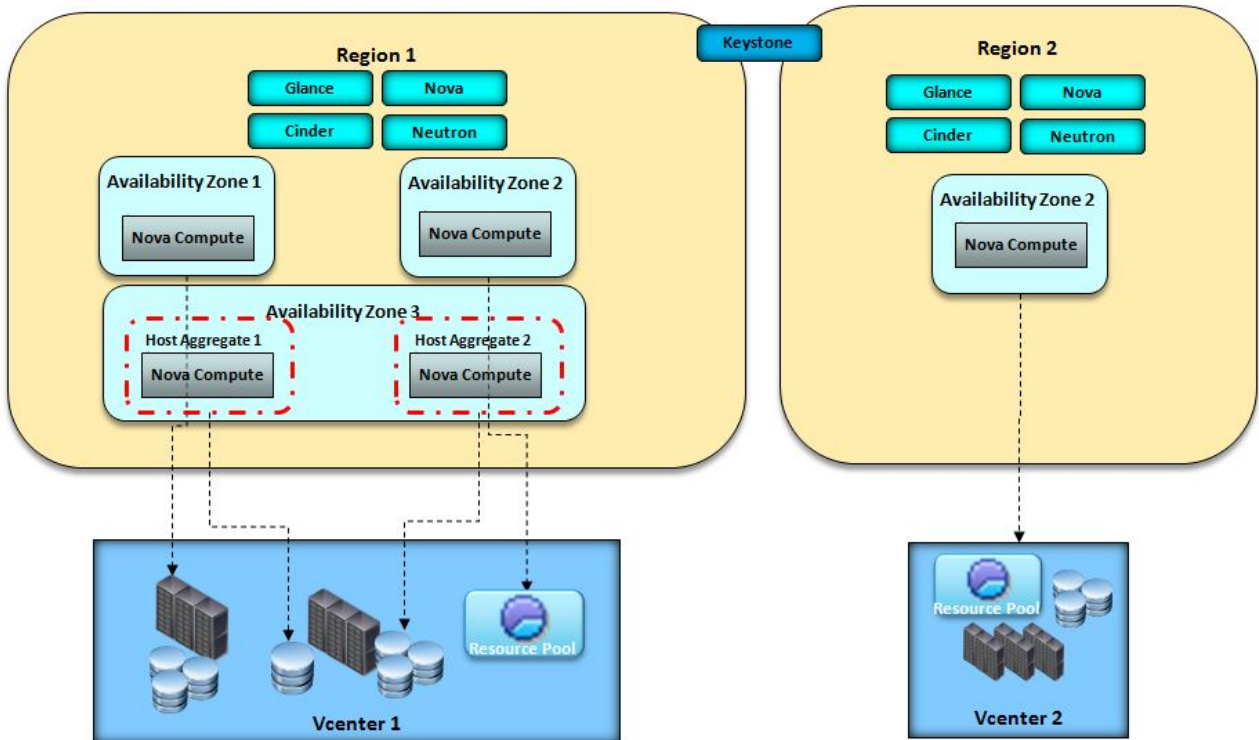 Keystone
Region 1
Glance
Nova
Cinder
Neutron
Availability Zone 1
Nova Compute
Availability Zone 2
Nova Compute
Availability Zone 3
Host Aggregate 1
Nova Compute
Host Aggregate 2
Nova Compute
Region 2
Glance
Nova
Cinder
Neutron
Availability Zone 2
Nova Compute
Resource Pool
Vcenter 1
Resource Pool
Vcenter 2